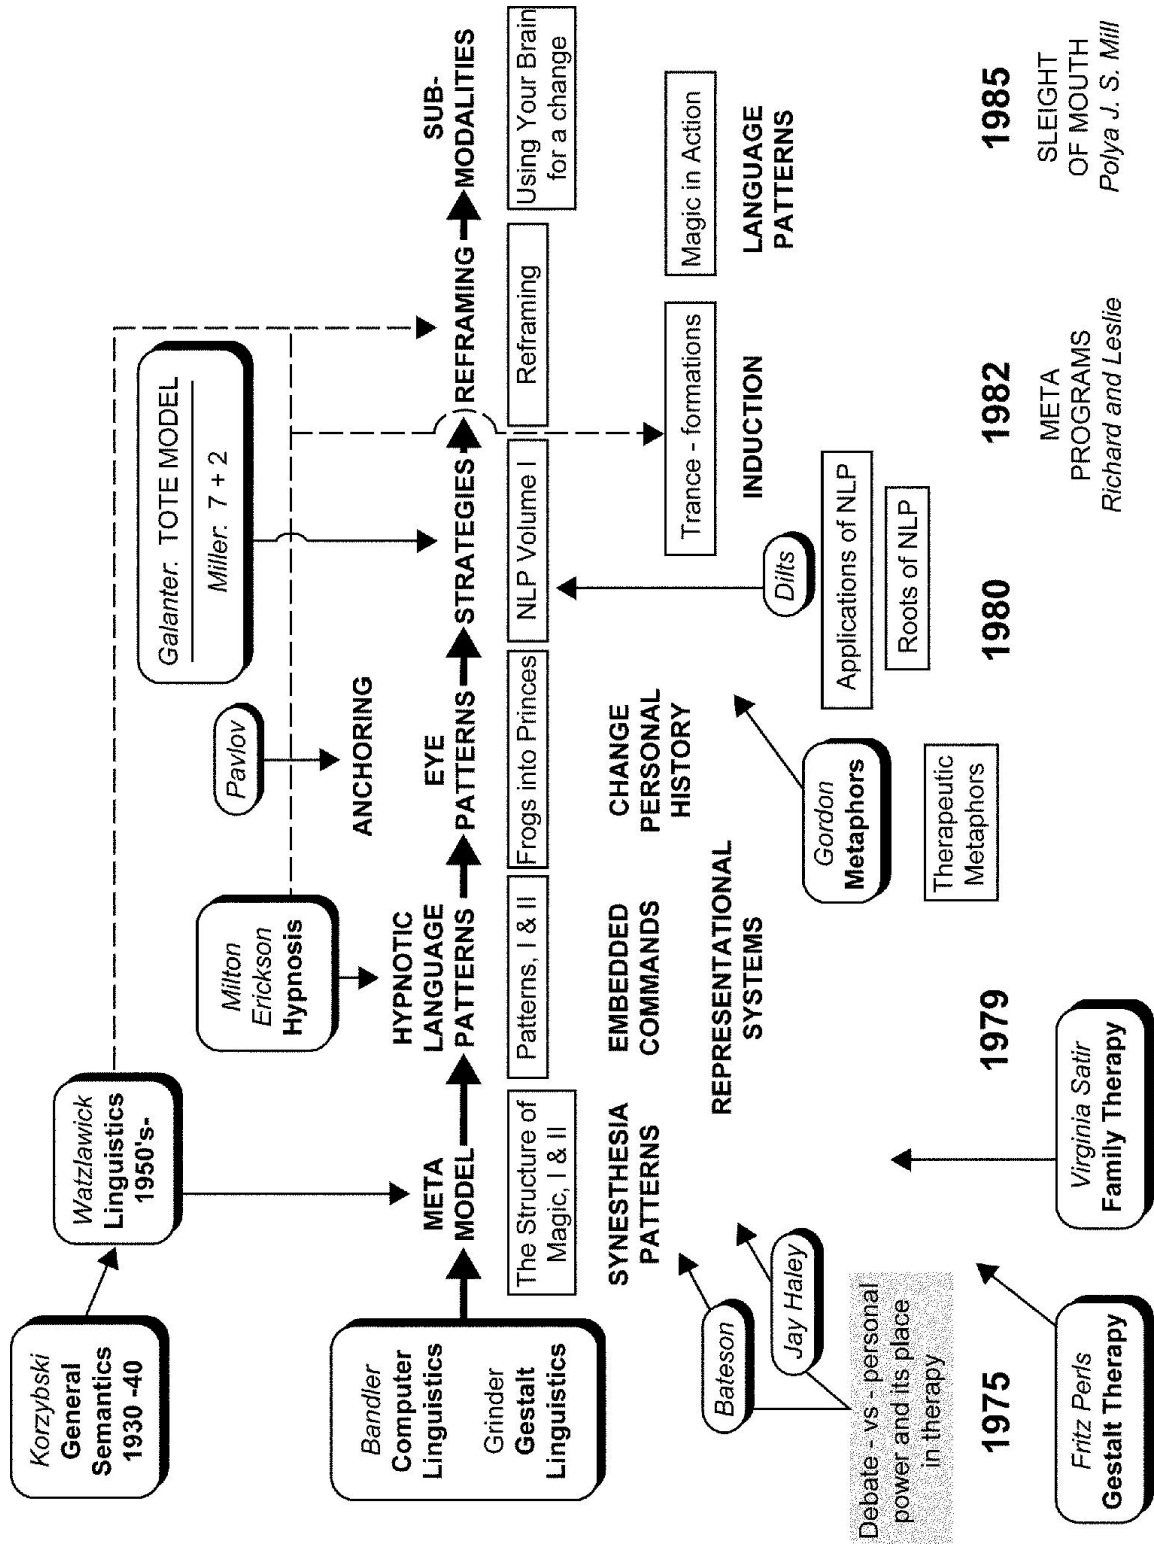 Korzybski
General
Semantics
1930 -40
Watzlawick
Linguistics
1950's-
Milton
Erickson
Hypnosis
Pavlov
ANCHORING
Galanter: TOTE MODEL
Miller: 7 + 2
Bandler
Computer
Linguistics
Grinder
Gestalt
Linguistics
META
MODEL
HYPNOTIC
LANGUAGE
PATTERNS
EYE
PATTERNS
STRATEGIES
REFRAMING
SUB-
MODALITIES
The Structure of
Magic, I & II
Patterns, I & II
Frogs into Princes
NLP Volume I
Reframing
Using Your Brain
for a change
SYNESTHESIA
PATTERNS
EMBEDDED
COMMANDS
CHANGE
PERSONAL
HISTORY
REPRESENTATIONAL
SYSTEMS
Trance - formations
INDUCTION
Magic in Action
LANGUAGE
PATTERNS
Bateson
Jay Haley
Debate - vs - personal
power and its place
in therapy
Gordon
Metaphors
Therapeutic
Metaphors
Dilts
Applications of NLP
Roots of NLP
1975
1979
1980
1982
1985
Fritz Perls
Gestalt Therapy
Virginia Satir
Family Therapy
META
PROGRAMS
Richard and Leslie
SLEIGHT
OF MOUTH
Polya J. S. Mill